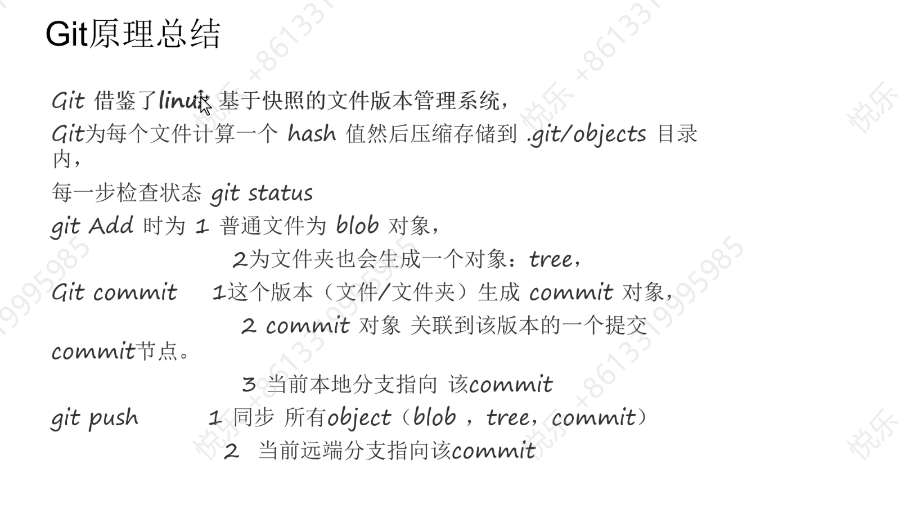 Git原理总结
Git 借鉴了linux 基于快照的文件版本管理系统，
Git为每个文件计算一个 hash 值然后压缩存储到 .git/objects 目录
内，
每一步检查状态 git status
git Add 时为 1 普通文件为 blob 对象，
2为文件夹也会生成一个对象：tree，
Git commit 1这个版本（文件/文件夹）生成 commit 对象，
2 commit 对象 关联到该版本的一个提交
commit节点。
3 当前本地分支指向 该commit
git push 1 同步 所有object（blob ，tree，commit）
2 当前远端分支指向该commit
悦乐 +8613319995985